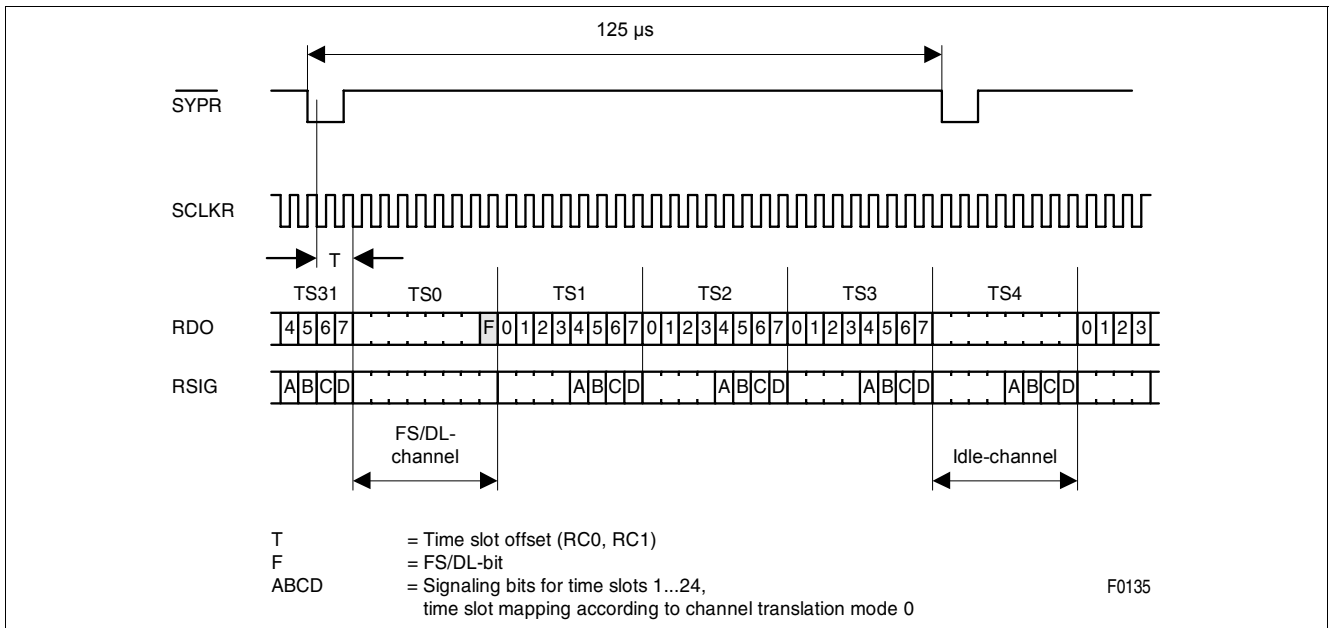 125 µs
SYPR
SCLKR
T
TS31 TS0 TS1 TS2 TS3 TS4
RDO 4 5 6 7 F 0 1 2 3 4 5 6 7 0 1 2 3 4 5 6 7 0 1 2 3 4 5 6 7 0 1 2 3
RSIG A B C D A B C D A B C D A B C D A B C D
FS/DL-
channel
Idle-channel
T = Time slot offset (RC0, RC1)
F = FS/DL-bit
ABCD = Signaling bits for time slots 1...24,
time slot mapping according to channel translation mode 0
F0135